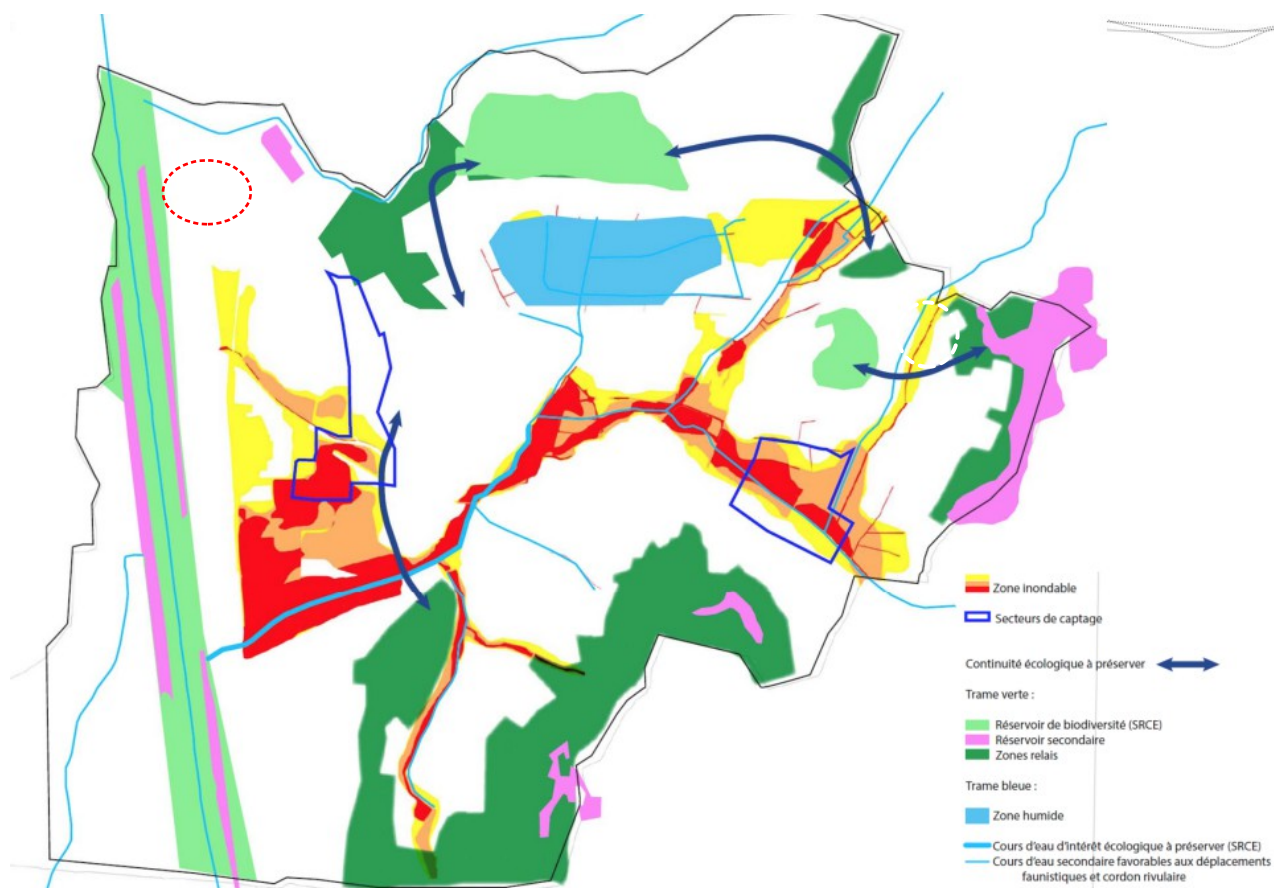 Zone inondable
Secteurs de captage
Continuité écologique à préserver
Trame verte :
Réservoir de biodiversité (SRCE)
Réservoir secondaire
Zones relais
Trame bleue :
Zone humide
Cours d'eau d'intérêt écologique à préserver (SRCE)
Cours d'eau secondaire favorables aux déplacements
faunistiques et cordon rivulaire